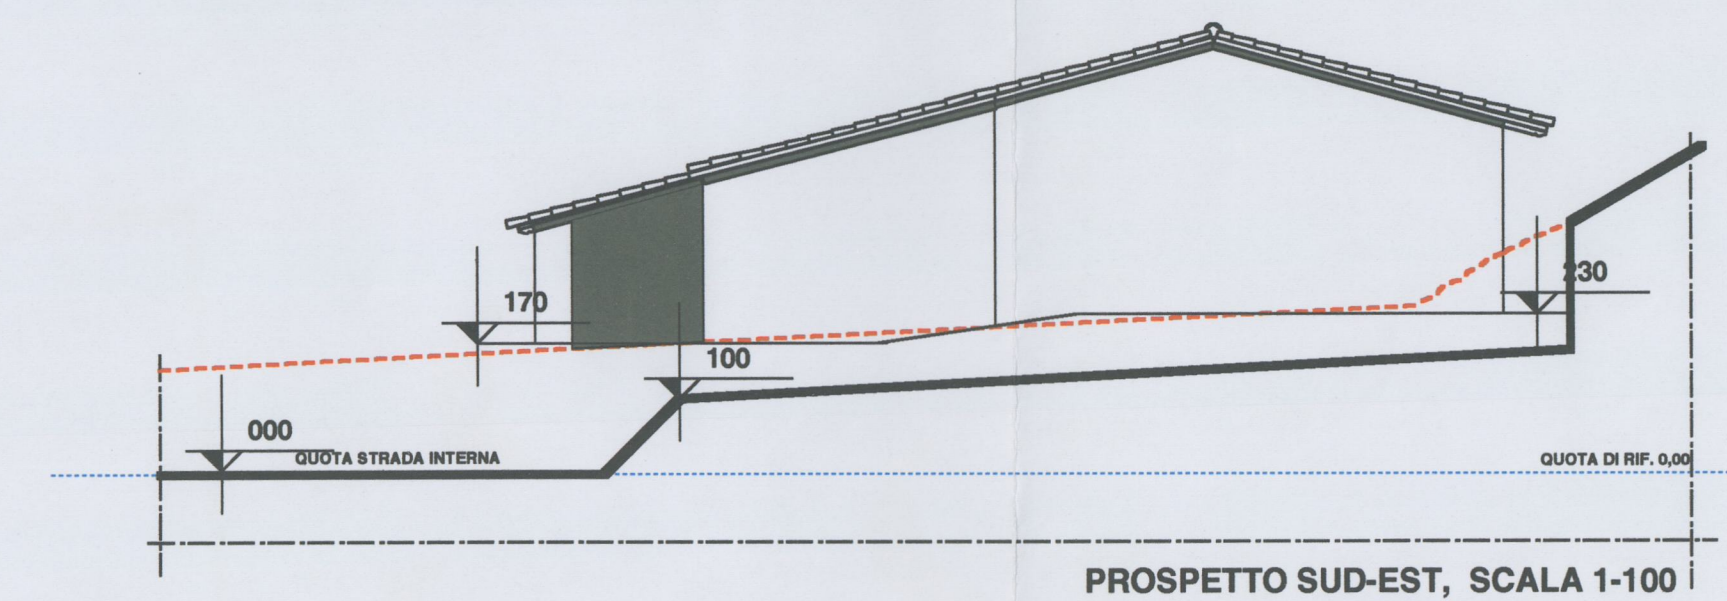 230
170
100
000
QUOTA STRADA INTERNA
QUOTA DI RIF. 0,00
PROSPETTO SUD-EST, SCALA 1-100